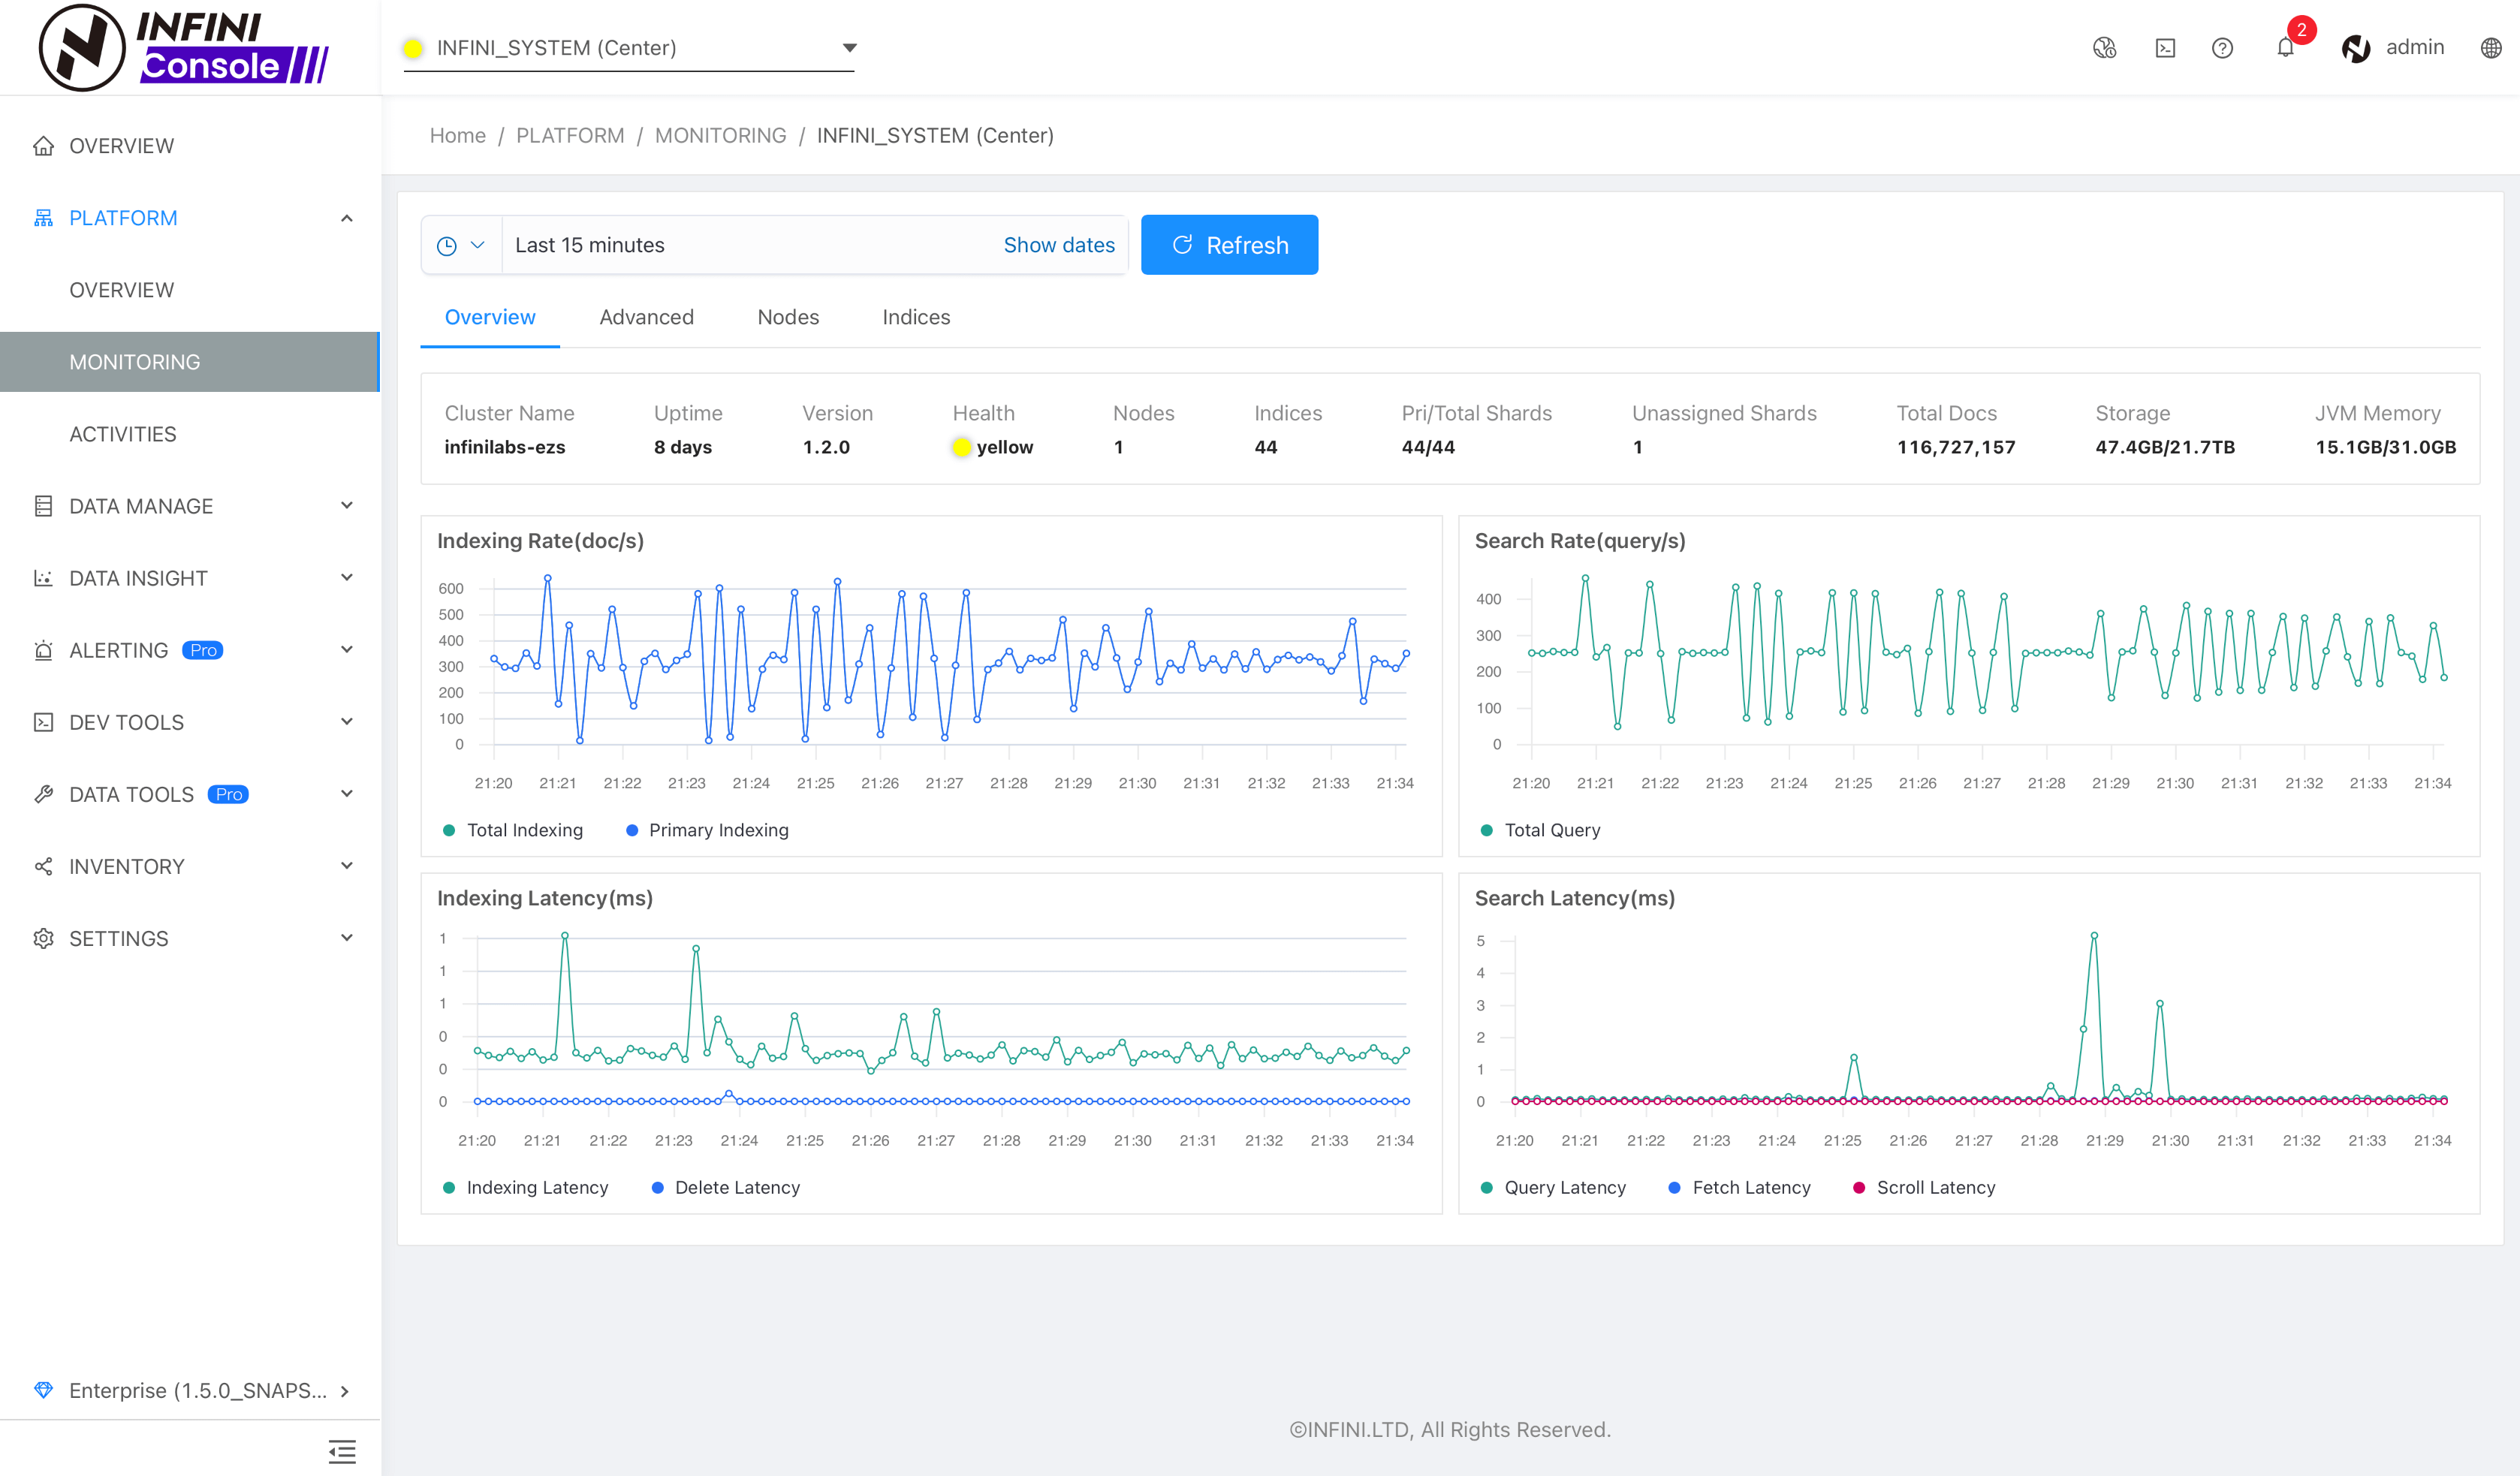 INFINI
Console
INFINI_SYSTEM (Center)
2
admin
OVERVIEW
PLATFORM
OVERVIEW
MONITORING
ACTIVITIES
DATA MANAGE
DATA INSIGHT
ALERTING Pro
DEV TOOLS
DATA TOOLS Pro
INVENTORY
SETTINGS
Enterprise (1.5.0_SNAPS...
Home / PLATFORM / MONITORING / INFINI_SYSTEM (Center)
Last 15 minutes Show dates Refresh
Overview Advanced Nodes Indices
Cluster Name Uptime Version Health Nodes Indices Pri/Total Shards Unassigned Shards Total Docs Storage JVM Memory
infinilabs-ezs 8 days 1.2.0 yellow 1 44 44/44 1 116,727,157 47.4GB/21.7TB 15.1GB/31.0GB
Indexing Rate(doc/s)
600
500
400
300
200
100
0
21:20 21:21 21:22 21:23 21:24 21:25 21:26 21:27 21:28 21:29 21:30 21:31 21:32 21:33 21:34
Total Indexing Primary Indexing
Search Rate(query/s)
400
300
200
100
0
21:20 21:21 21:22 21:23 21:24 21:25 21:26 21:27 21:28 21:29 21:30 21:31 21:32 21:33 21:34
Total Query
Indexing Latency(ms)
1
1
1
0
0
0
21:20 21:21 21:22 21:23 21:24 21:25 21:26 21:27 21:28 21:29 21:30 21:31 21:32 21:33 21:34
Indexing Latency Delete Latency
Search Latency(ms)
5
4
3
2
1
0
21:20 21:21 21:22 21:23 21:24 21:25 21:26 21:27 21:28 21:29 21:30 21:31 21:32 21:33 21:34
Query Latency Fetch Latency Scroll Latency
©INFINI.LTD, All Rights Reserved.